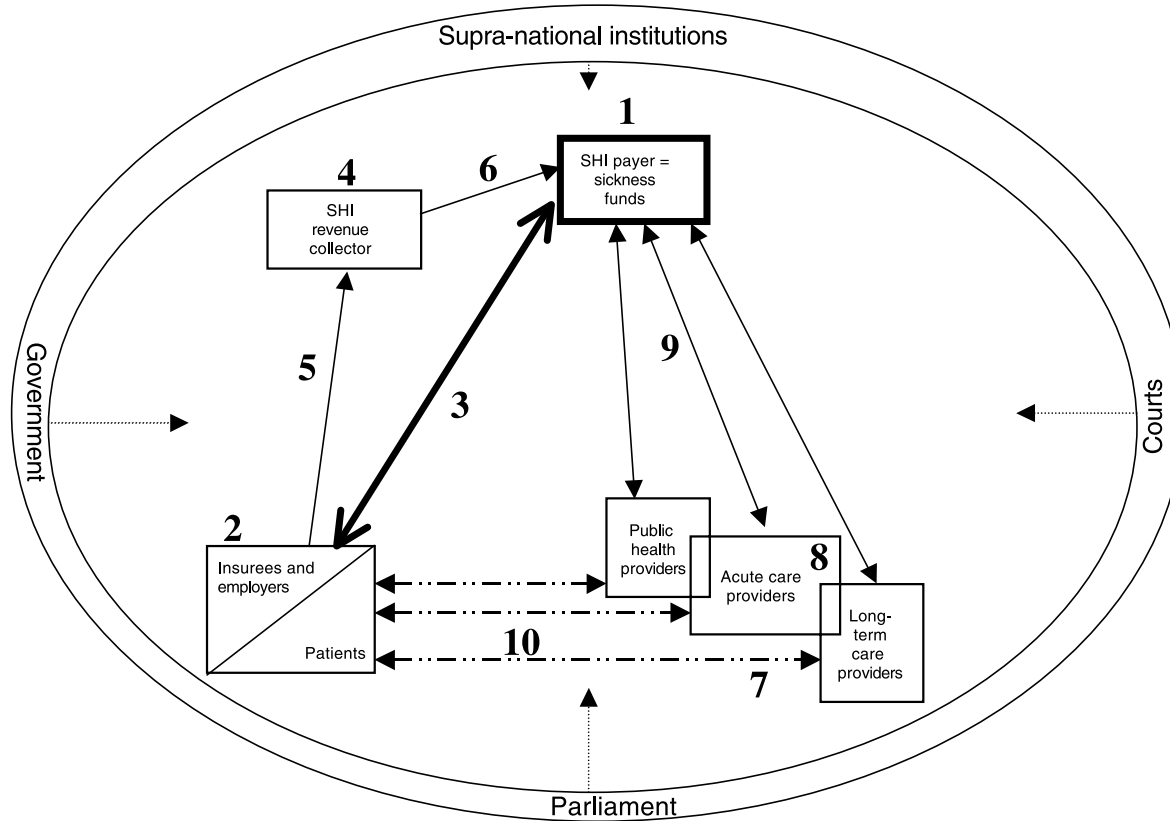 Supra-national institutions
1
SHI payer =
sickness
funds
4
6
SHI
revenue
collector
5
3
9
Government
Courts
2
Insurees and
employers
Patients
Public
health
providers
8
Acute care
providers
Long-
term
care
providers
10
7
Parliament